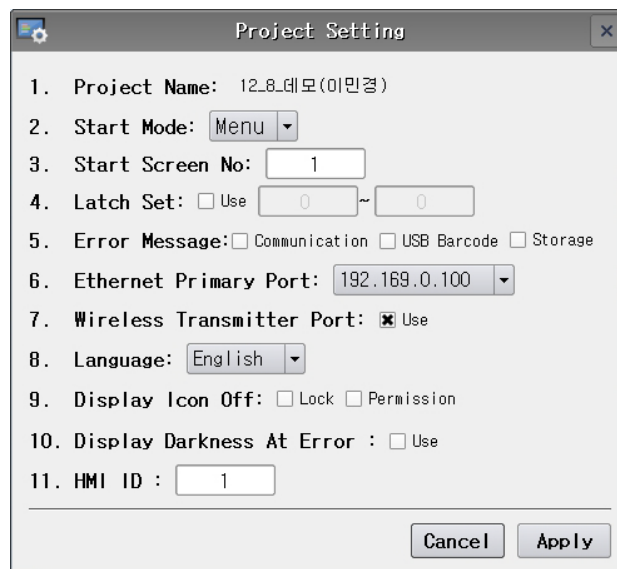 Project Setting
1. Project Name: 12_8_데모(이민경)
2. Start Mode: Menu
3. Start Screen No: 1
4. Latch Set: Use 0 ~ 0
5. Error Message: Communication USB Barcode Storage
6. Ethernet Primary Port: 192.169.0.100
7. Wireless Transmitter Port: Use
8. Language: English
9. Display Icon Off: Lock Permission
10. Display Darkness At Error : Use
11. HMI ID : 1
Cancel Apply